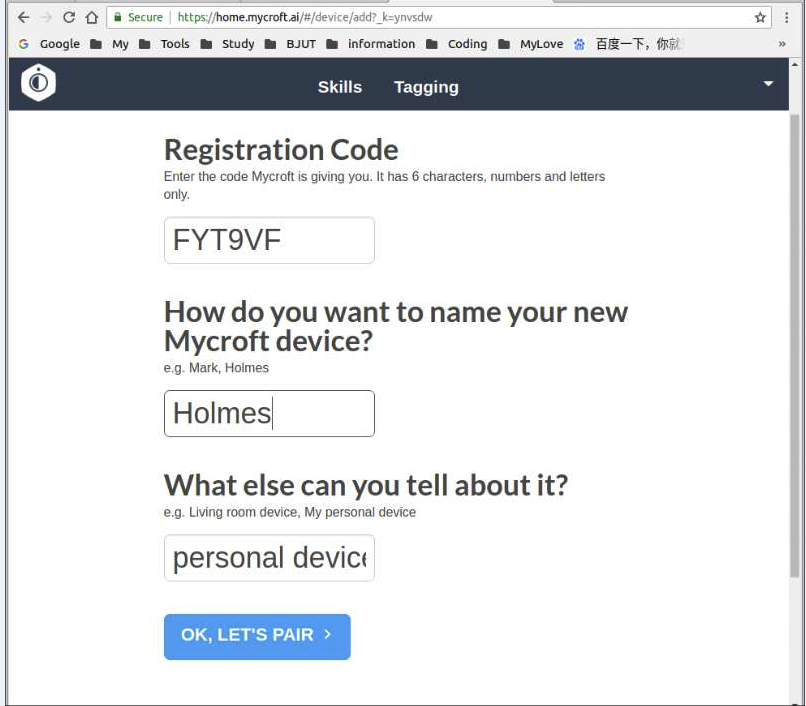 Secure | https://home.mycroft.ai/#/device/add?_k=ynvsdw
Google My Tools Study BJUT information Coding MyLove 百度一下，你就 »
Skills Tagging
Registration Code
Enter the code Mycroft is giving you. It has 6 characters, numbers and letters
only.
FYT9VF
How do you want to name your new
Mycroft device?
e.g. Mark, Holmes
Holmes
What else can you tell about it?
e.g. Living room device, My personal device
personal device
OK, LET'S PAIR >